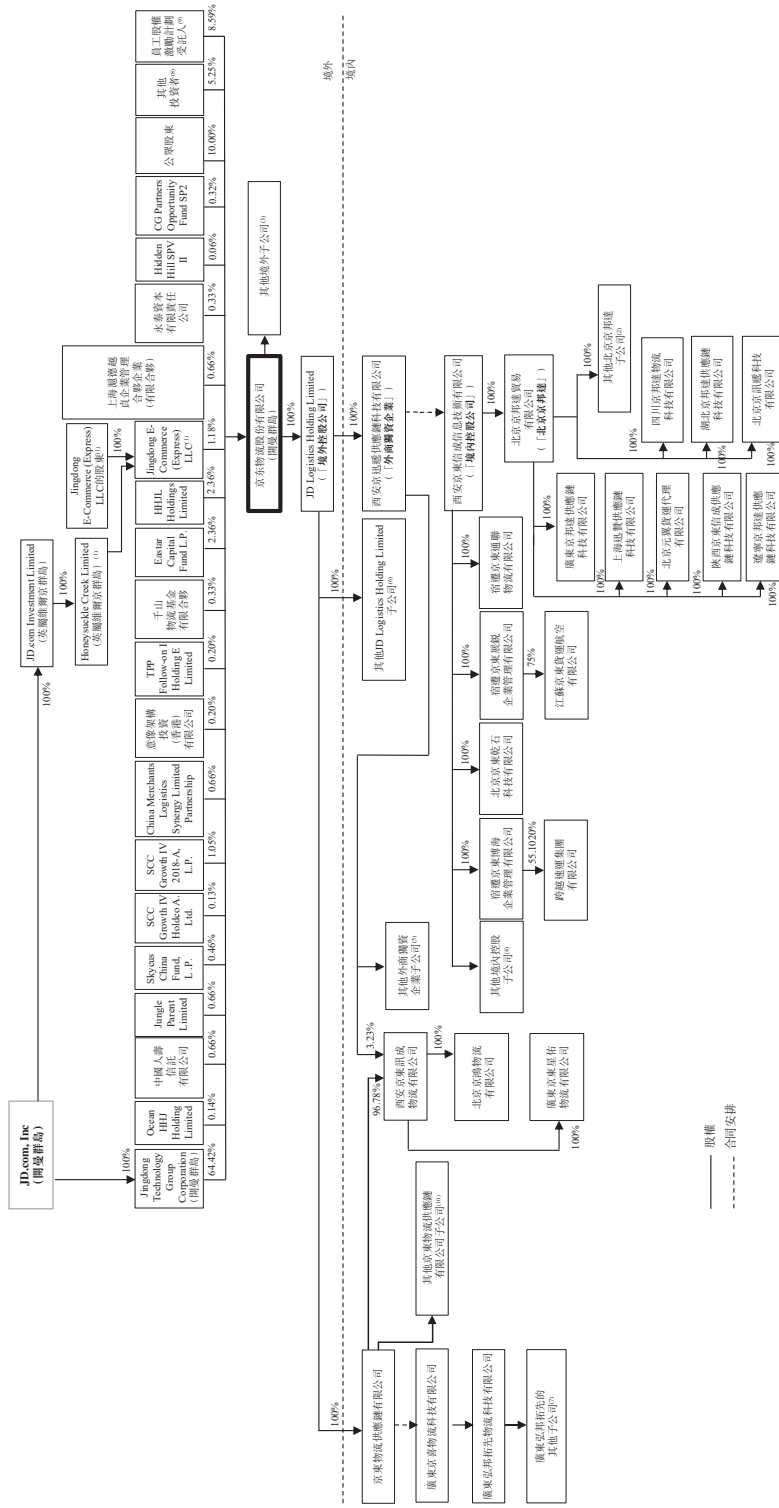 JD.com, Inc
（開曼群島）
100%
JD.com Investment Limited
（英屬維爾京群島）
100%
Honeysuckle Creek Limited
（英屬維爾京群島）(1)
Jingdong
E-Commerce (Express)
LLC的股東(1)
100%
100%
Jingdong
Technology
Group
Corporation
（開曼群島）
64.42%
Ocean
HHJ
Holding
Limited
0.14%
中國人壽
信託
有限公司
0.66%
Jungle
Parent
Limited
0.66%
Skycus
China
Fund,
L.P.
0.46%
SCC
Growth IV
Holdco A,
Ltd.
0.13%
SCC
Growth IV
2018-A,
L.P.
1.05%
China Merchants
Logistics
Synergy Limited
Partnership
0.66%
意像架構
投資
（香港）
有限公司
0.20%
TPP
Follow-on I
Holding E
Limited
0.20%
千山
物流基金
有限合夥
0.33%
Eastar
Capital
Fund L.P.
2.36%
HHJL
Holdings
Limited
2.36%
Jingdong E-
Commerce
(Express)
LLC(1)
1.18%
上海灑德越
貞企業管理
合夥企業
（有限合夥）
0.66%
永泰資本
有限責任
公司
0.33%
Hidden
Hill SPV
II
0.06%
CG Partners
Opportunity
Fund SP2
0.32%
公眾股東
10.00%
其他
投資者(8)
5.25%
員工股權
激勵計劃
受託人(9)
8.59%
京东物流股份有限公司
（開曼群島）
其他境外子公司(3)
100%
JD Logistics Holding Limited
（「境外控股公司」）
境外
境內
100%
100%
100%
京東物流供應鏈有限公司
其他JD Logistics Holding Limited
子公司(6)
西安京迅遞供應鏈科技有限公司
（「外商獨資企業」）
西安京東信成信息技術有限公司
（「境內控股公司」）
100%
北京京邦達貿易
有限公司
（「北京京邦達」）
廣東京喜物流科技有限公司
廣東弘邦拓先物流科技有限公司
廣東弘邦拓先的
其他子公司(7)
其他京東物流供應鏈
有限公司子公司(10)
96.78%
3.23%
西安京東訊成
物流有限公司
100%
北京京鴻物流
有限公司
100%
廣東京東星佑
物流有限公司
其他外商獨資
企業子公司(5)
其他境內控股
子公司(4)
100%
宿遷京東博海
企業管理有限公司
55.1020%
跨越速運集團
有限公司
100%
北京京東乾石
科技有限公司
100%
宿遷京東展銳
企業管理有限公司
75%
江蘇京東貨運航空
有限公司
100%
宿遷京東通聯
物流有限公司
100%
廣東京邦達供應鏈
科技有限公司
100%
上海迅贊供應鏈
科技有限公司
100%
北京元翼貨運代理
有限公司
100%
陝西京東信成供應
鏈科技有限公司
100%
遼寧京邦達供應
鏈科技有限公司
100%
其他北京京邦達
子公司(2)
100%
四川京邦達物流
科技有限公司
100%
湖北京邦達供應鏈
科技有限公司
100%
北京京訊遞科技
有限公司
股權
合同安排